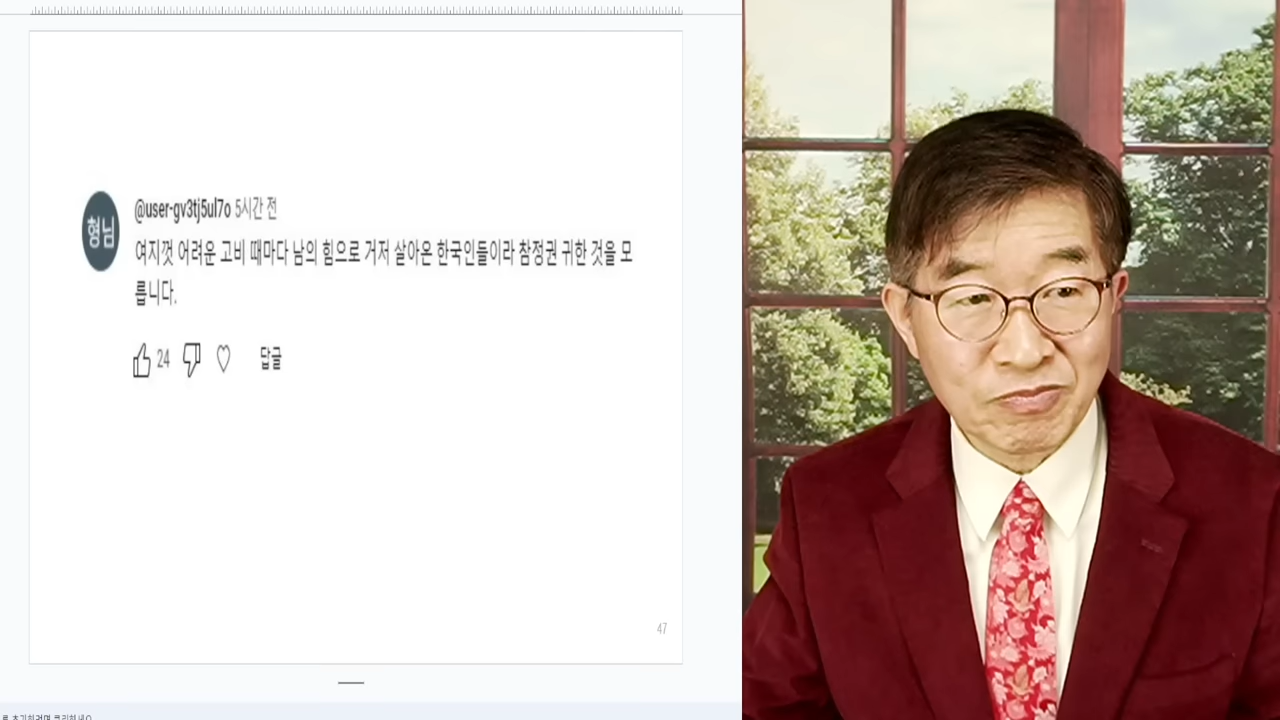 형님
@user-gv3tj5ul7o 5시간 전
여지껏 어려운 고비 때마다 남의 힘으로 거저 살아온 한국인들이라 참정권 귀한 것을 모
릅니다.
24 답글
47